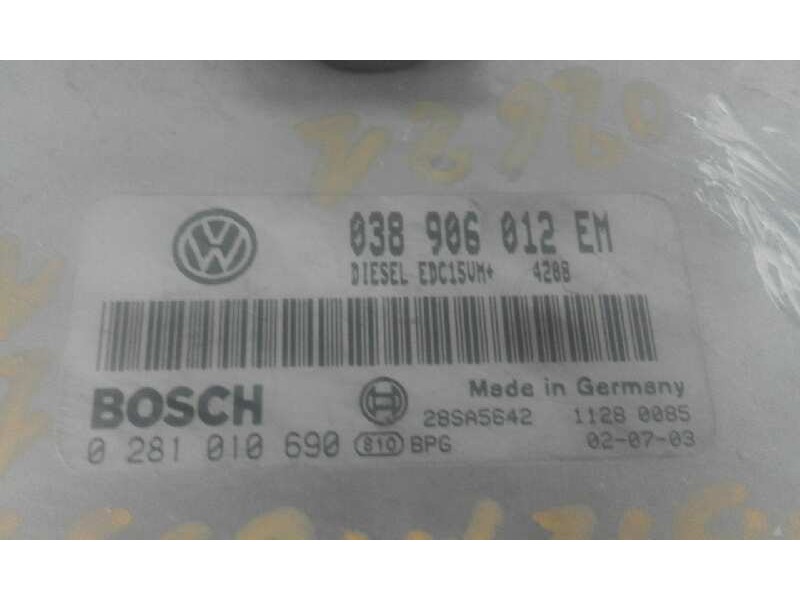 038 906 012 EM
DIESEL EDC15VM+ 4288
BOSCH
Made in Germany
28SA5642 1128 0085
0 281 010 690 810 BPG 02-07-03